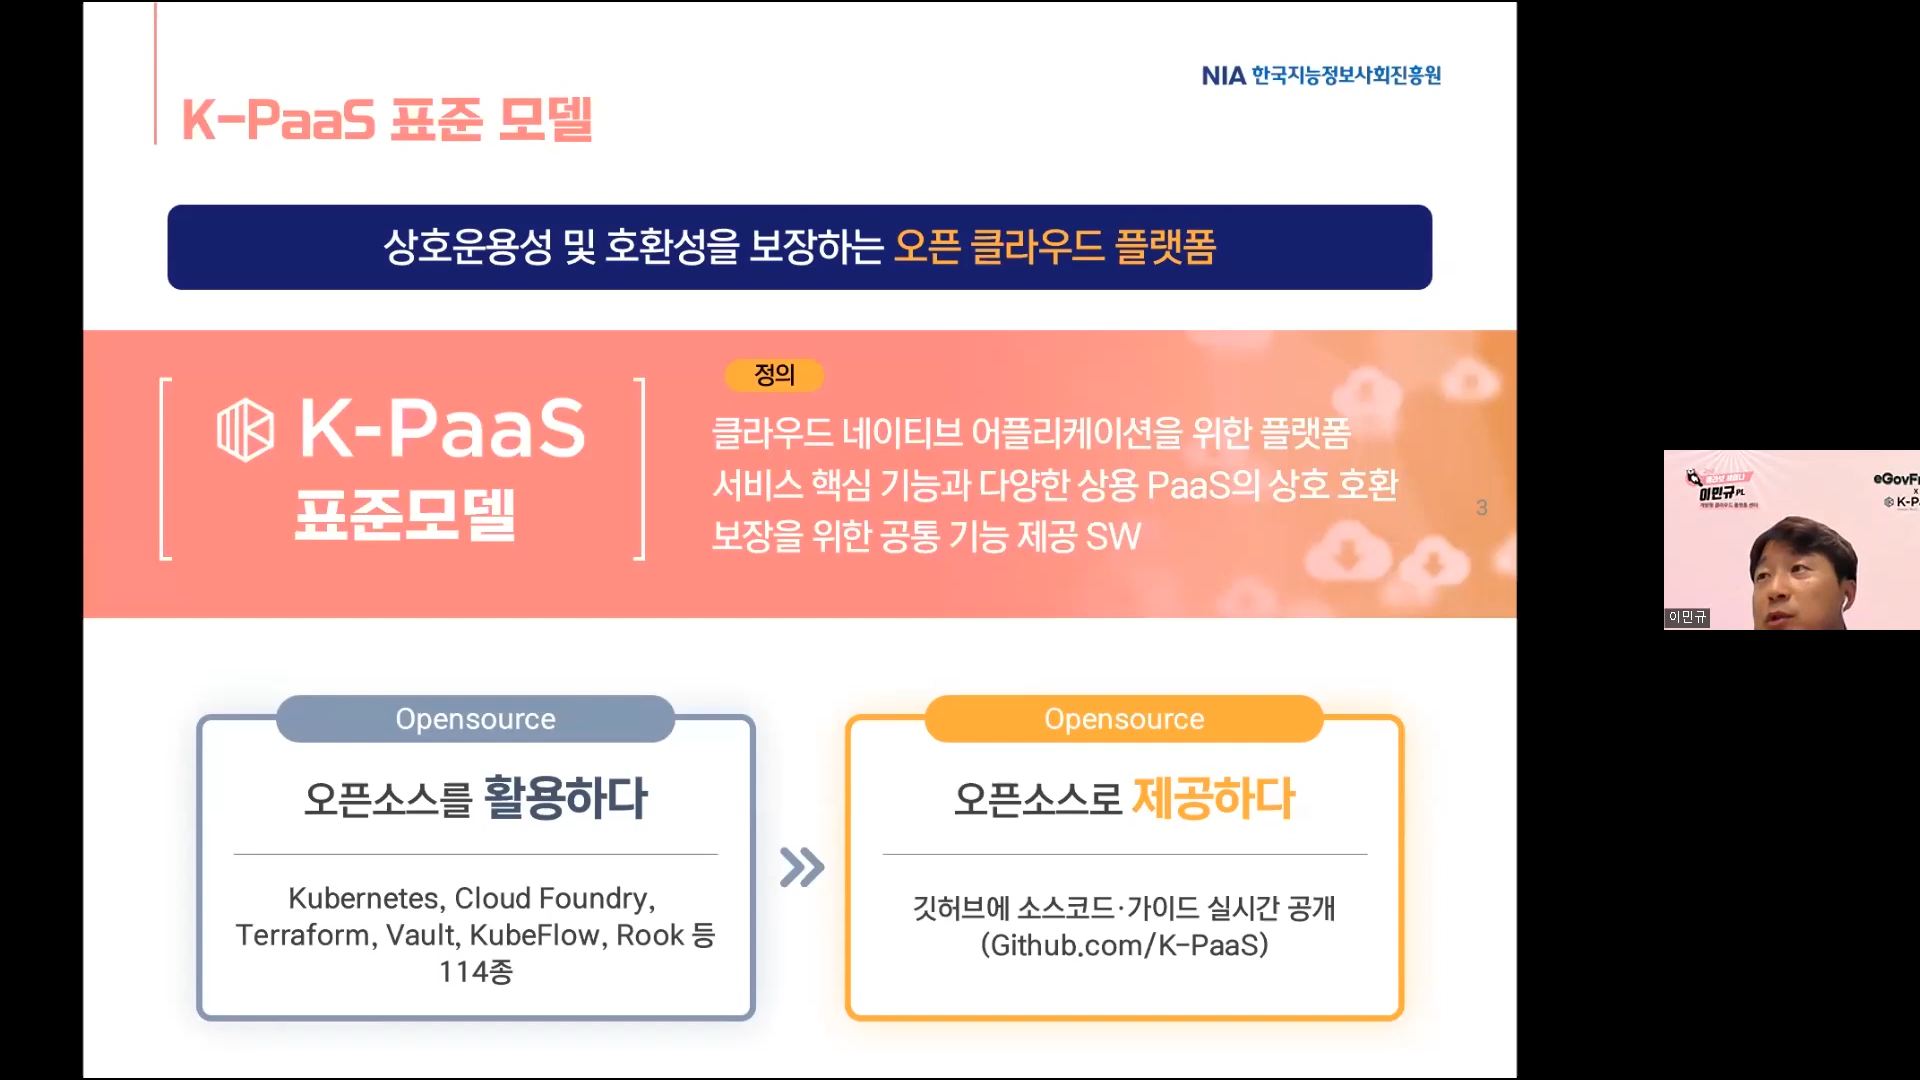 NIA 한국지능정보사회진흥원
K-PaaS 표준 모델
상호운용성 및 호환성을 보장하는 오픈 클라우드 플랫폼
K-PaaS
표준모델
정의
클라우드 네이티브 어플리케이션을 위한 플랫폼
서비스 핵심 기능과 다양한 상용 PaaS의 상호 호환
보장을 위한 공통 기능 제공 SW
3
Opensource
오픈소스를 활용하다
Kubernetes, Cloud Foundry,
Terraform, Vault, KubeFlow, Rook 등
114종
Opensource
오픈소스로 제공하다
깃허브에 소스코드·가이드 실시간 공개
(Github.com/K-PaaS)
이민규 PL
eGovFr
x
K-P
이민규